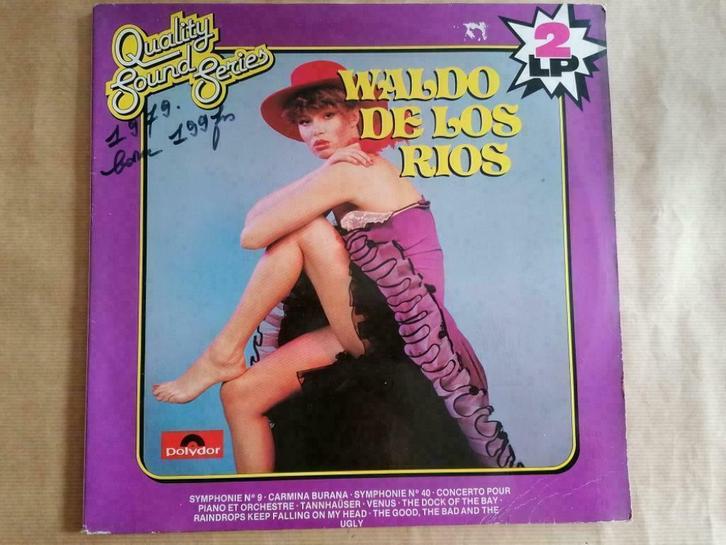 Quality
Sound
Series
2
LP
WALDO
DE LOS
RIOS
1979.
Polydor
SYMPHONIE N° 9 · CARMINA BURANA · SYMPHONIE N° 40 · CONCERTO POUR
PIANO ET ORCHESTRE · TANNHAÜSER · VENUS · THE DOCK OF THE BAY ·
RAINDROPS KEEP FALLING ON MY HEAD · THE GOOD, THE BAD AND THE
UGLY